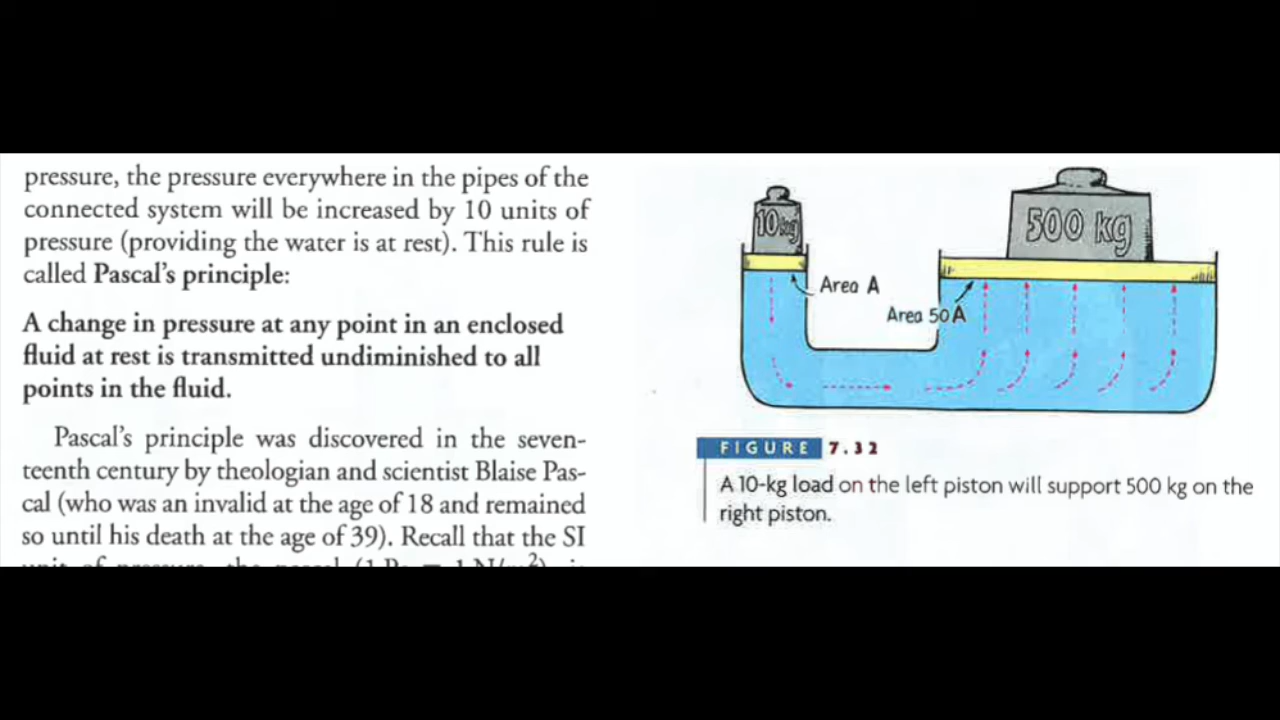 pressure, the pressure everywhere in the pipes of the
connected system will be increased by 10 units of
pressure (providing the water is at rest). This rule is
called Pascal's principle:
A change in pressure at any point in an enclosed
fluid at rest is transmitted undiminished to all
points in the fluid.
Pascal's principle was discovered in the seven-
teenth century by theologian and scientist Blaise Pas-
cal (who was an invalid at the age of 18 and remained
so until his death at the age of 39). Recall that the SI
10 kg
500 kg
Area A
Area 50A
FIGURE 7.32
A 10-kg load on the left piston will support 500 kg on the
right piston.